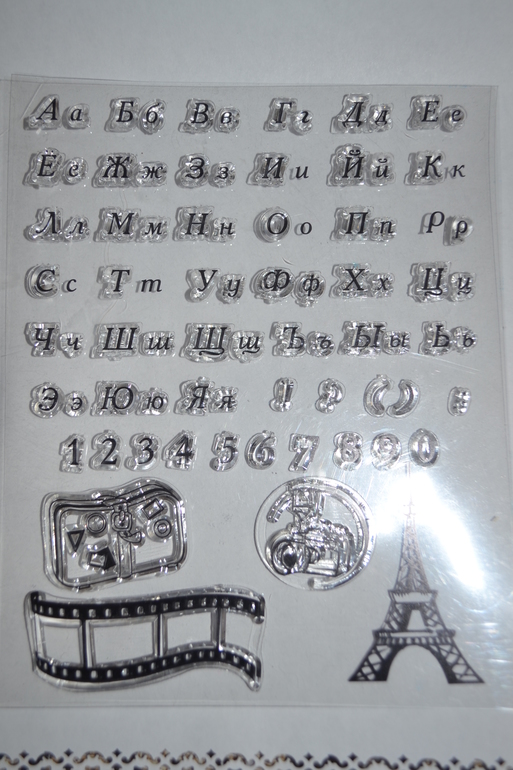 Аа Бб Вв Гг Дд Ее
Ёё Жж Зз Ии Йй Кк
Лл Мм Нн Оо Пп Рр
Сс Тт Уу Фф Хх Цц
Чч Шш Щщ Ъъ Ыы Ьь
Ээ Юю Яя ! ? ( ) :
1 2 3 4 5 6 7 8 9 0